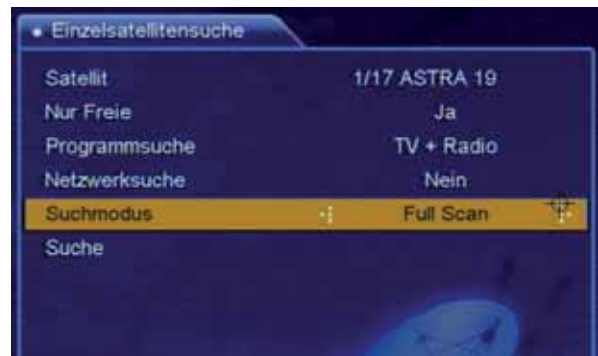 Einzelsatellitensuche
Satellit 1/17 ASTRA 19
Nur Freie Ja
Programmsuche TV + Radio
Netzwerksuche Nein
Suchmodus Full Scan
Suche